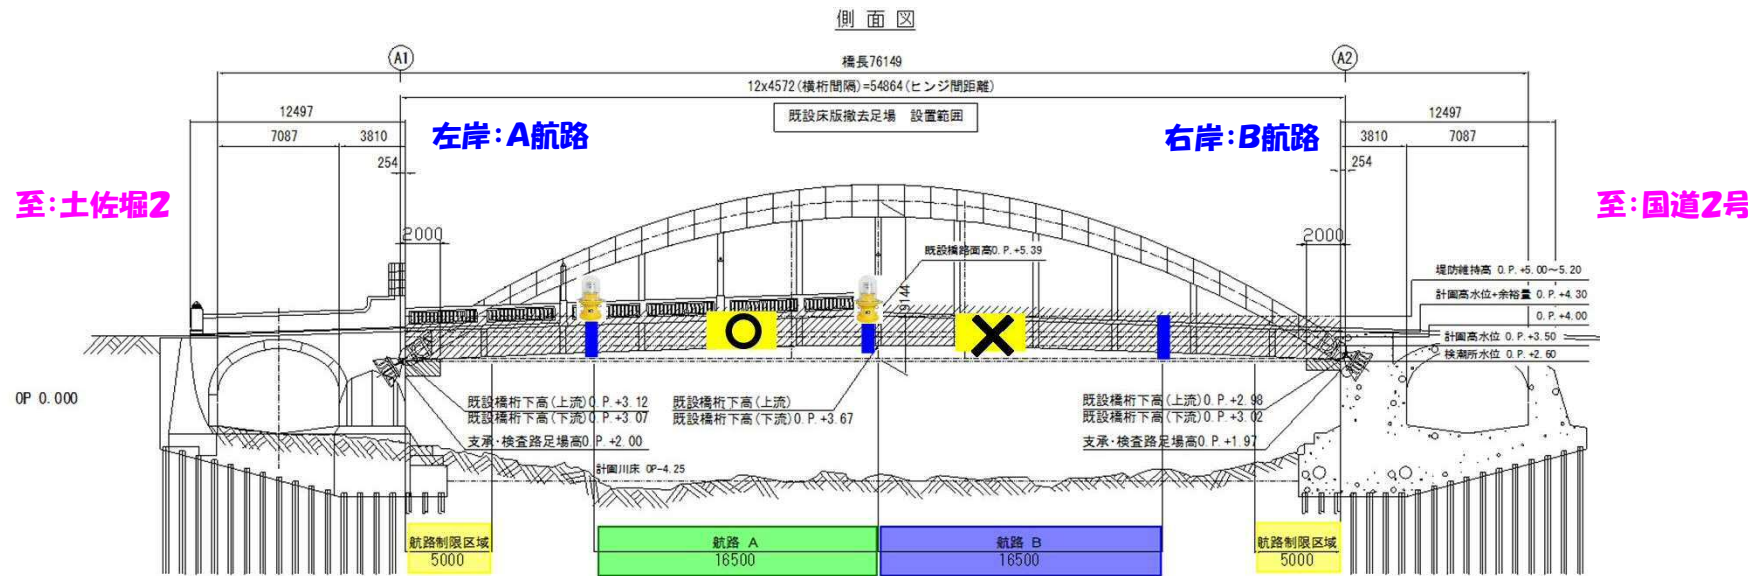 側面図
A1
A2
橋長76149
12x4572(横桁間隔)=54864(ヒンジ間距離)
既設床版撤去足場 設置範囲
12497
7087
3810
254
左岸:A航路
右岸:B航路
12497
3810
7087
254
至:土佐堀2
至:国道2号
2000
2000
既設橋路面高O.P.+5.39
9144
堤防維持高 O.P.+5.00~5.20
計画高水位+余裕量 O.P.+4.30
O.P.+4.00
計画高水位 O.P.+3.50
検潮所水位 O.P.+2.60
OP 0.000
既設橋桁下高(上流)O.P.+3.12
既設橋桁下高(下流)O.P.+3.07
支承・検査路足場高O.P.+2.00
既設橋桁下高(上流)
既設橋桁下高(下流)O.P.+3.67
既設橋桁下高(上流)O.P.+2.98
既設橋桁下高(下流)O.P.+3.02
支承・検査路足場高O.P.+1.97
計画川床 OP-4.25
航路制限区域
5000
航路 A
16500
航路 B
16500
航路制限区域
5000